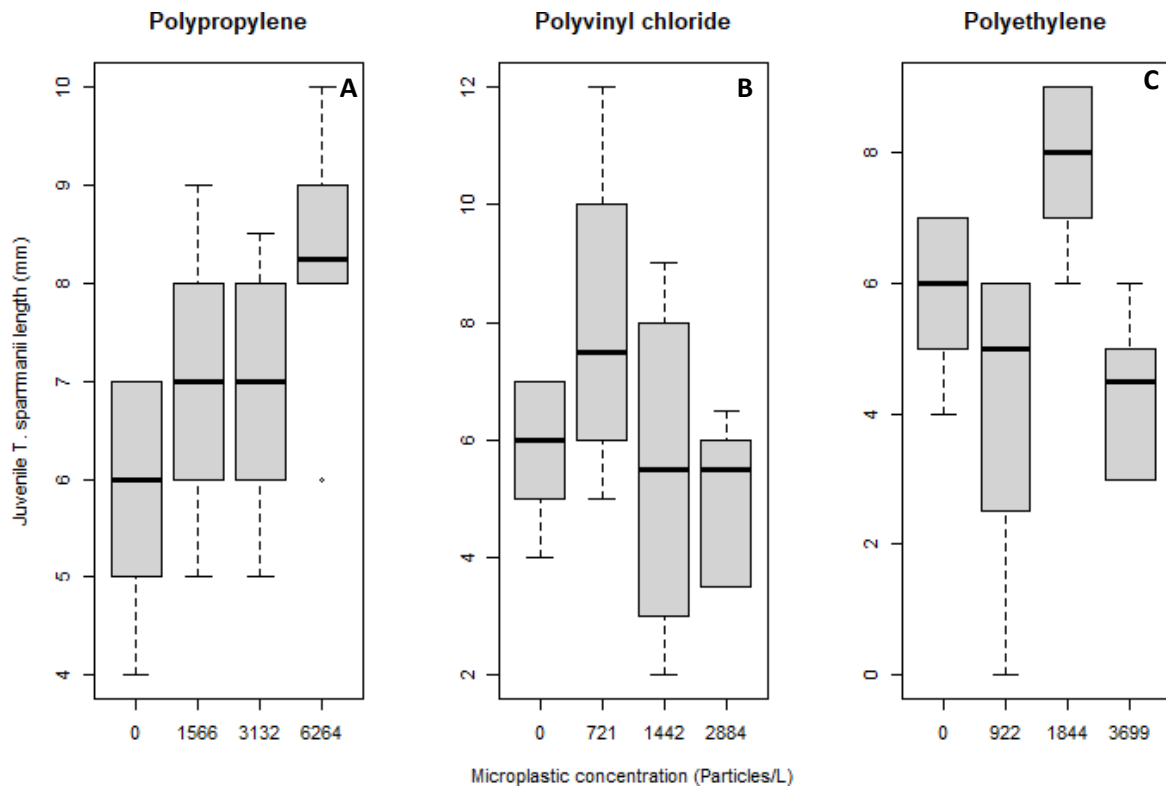 Polypropylene
Polyvinyl chloride
Polyethylene
A
B
C
Juvenile T. sparrmanii length (mm)
10
9
8
7
6
5
4
12
10
8
6
4
2
8
6
4
2
0
0 1566 3132 6264
0 721 1442 2884
0 922 1844 3699
Microplastic concentration (Particles/L)